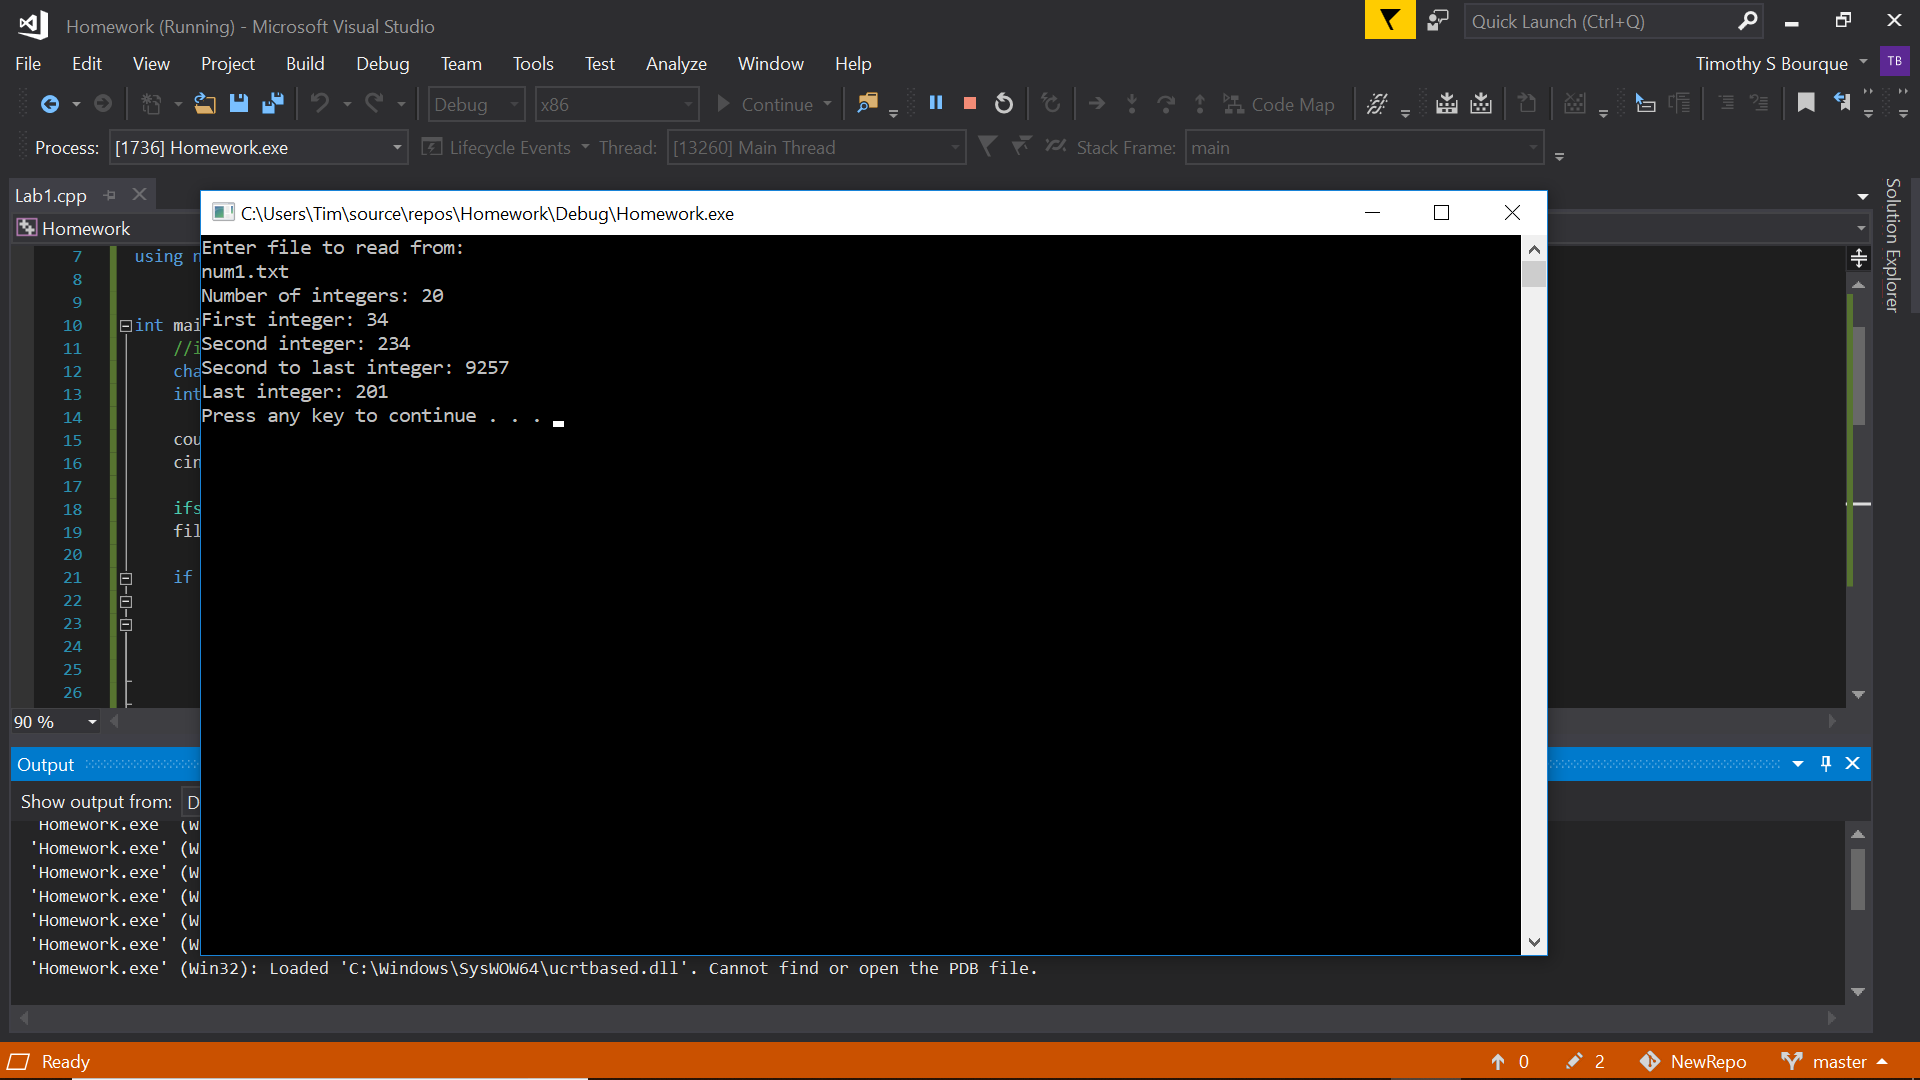 Homework (Running) - Microsoft Visual Studio
Quick Launch (Ctrl+Q)
File Edit View Project Build Debug Team Tools Test Analyze Window Help
Timothy S Bourque TB
Debug x86 Continue Code Map
Process: [1736] Homework.exe Lifecycle Events Thread: [13260] Main Thread Stack Frame: main
Lab1.cpp
Solution Explorer
Homework
C:\Users\Tim\source\repos\Homework\Debug\Homework.exe
Enter file to read from:
num1.txt
Number of integers: 20
First integer: 34
Second integer: 234
Second to last integer: 9257
Last integer: 201
Press any key to continue . . .
7 using n
8
9
10 int mai
11 //i
12 cha
13 int
14
15 cou
16 cin
17
18 ifs
19 fil
20
21 if
22
23
24
25
26
90 %
Output
Show output from: D
'Homework.exe' (W
'Homework.exe' (W
'Homework.exe' (W
'Homework.exe' (W
'Homework.exe' (W
'Homework.exe' (W
'Homework.exe' (Win32): Loaded 'C:\Windows\SysWOW64\ucrtbased.dll'. Cannot find or open the PDB file.
Ready
0 2 NewRepo master